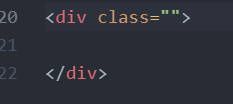 20 <div class="">
21
22 </div>